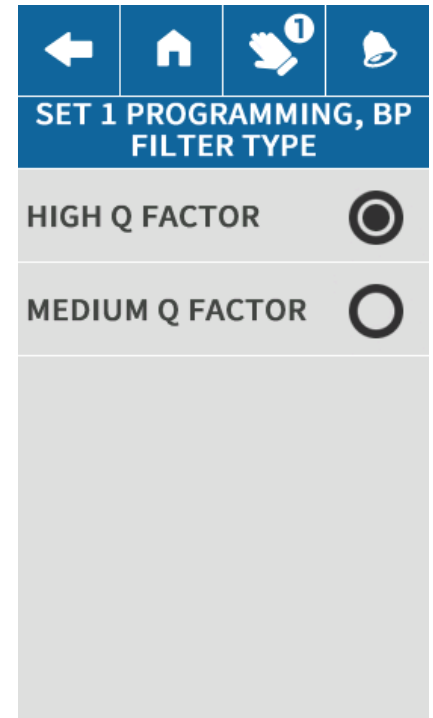 1
SET 1 PROGRAMMING, BP
FILTER TYPE
HIGH Q FACTOR
MEDIUM Q FACTOR